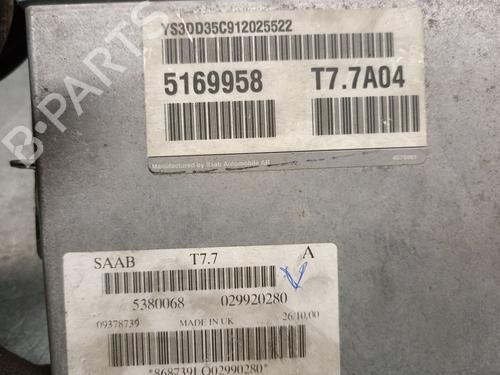 YS3DD35C912025522
5169958 T7.7A04
Manufactured by Saab Automobile AB
SAAB T7.7 A
5380068 029920280
09378739 MADE IN UK 26/10,00
*868739LO02990280*
B-PARTS